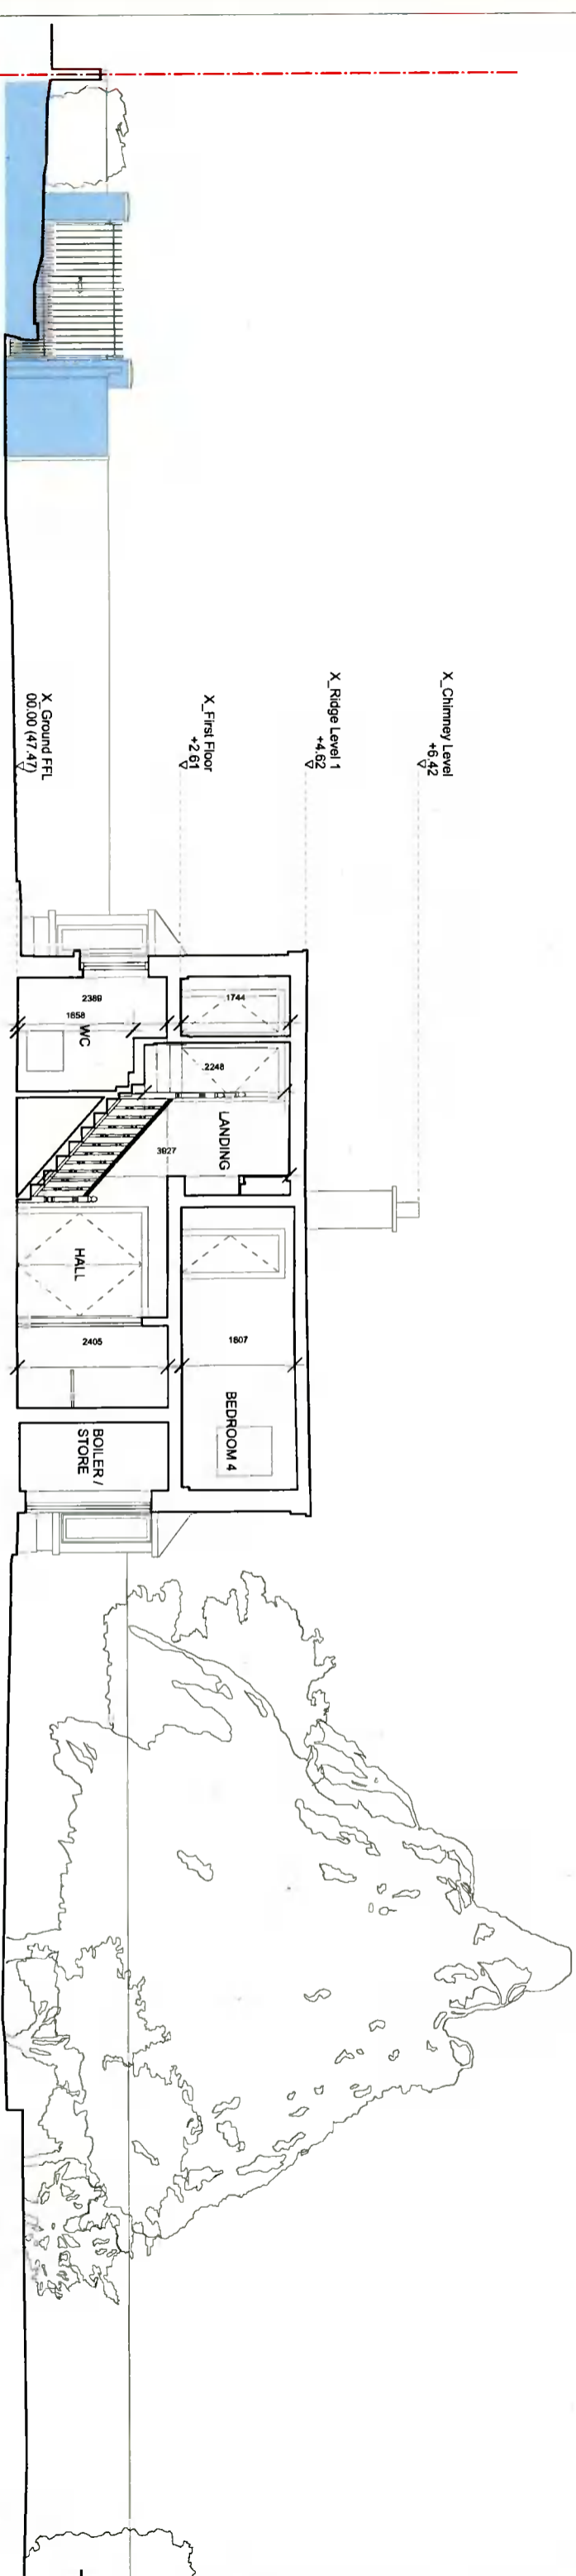 X_Chimney Level
+6.42
X_Ridge Level 1
+4.62
X_First Floor
+2.61
X_Ground FFL
00.00 (47.47)
1744
2389
1658
WC
2248
LANDING
3927
HALL
1807
2405
BEDROOM 4
BOILER /
STORE